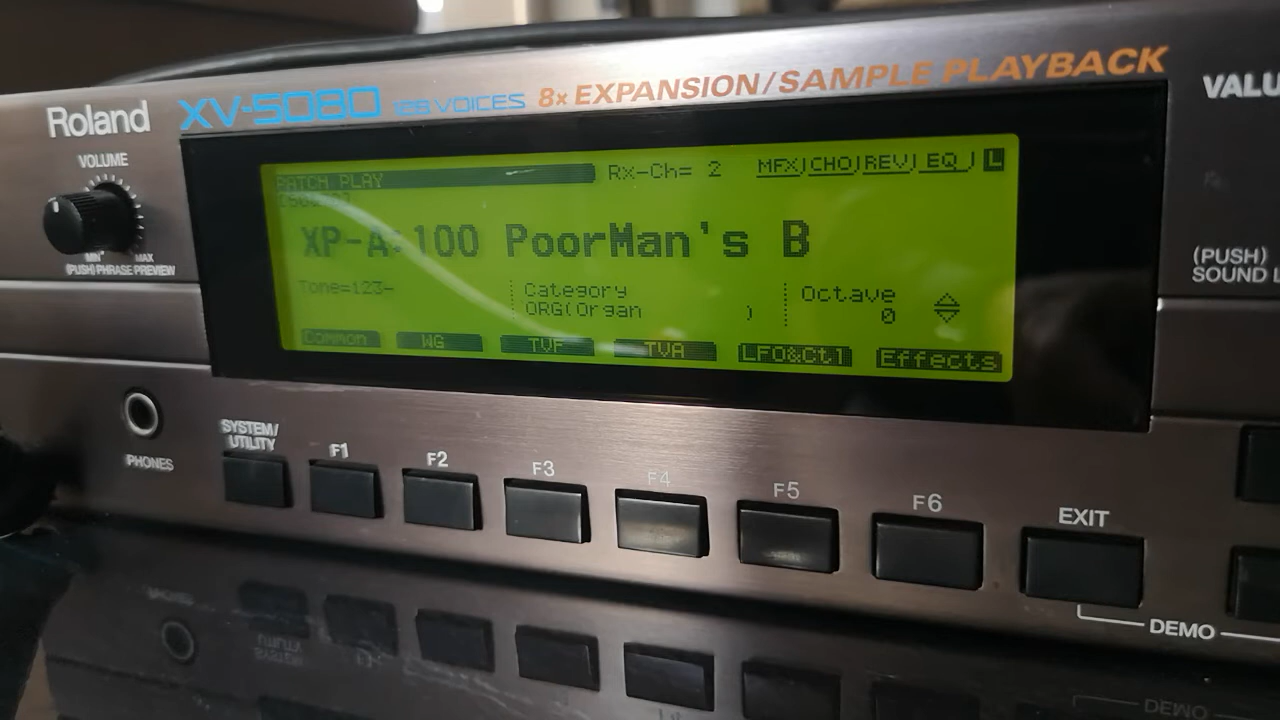 Roland XV-5080 128 VOICES 8x EXPANSION/SAMPLE PLAYBACK
VOLUME
MIN MAX
(PUSH) PHRASE PREVIEW
PATCH PLAY Rx-Ch= 2 MFX CHO REV EQ L
XP-A:100 PoorMan's B
Tone=123-
Category
ORG(Organ )
Octave
0
Common WG TVF TVA LFO&Ctl Effects
VALU
(PUSH)
SOUND L
PHONES
SYSTEM/
UTILITY
F1 F2 F3 F4 F5 F6 EXIT
DEMO